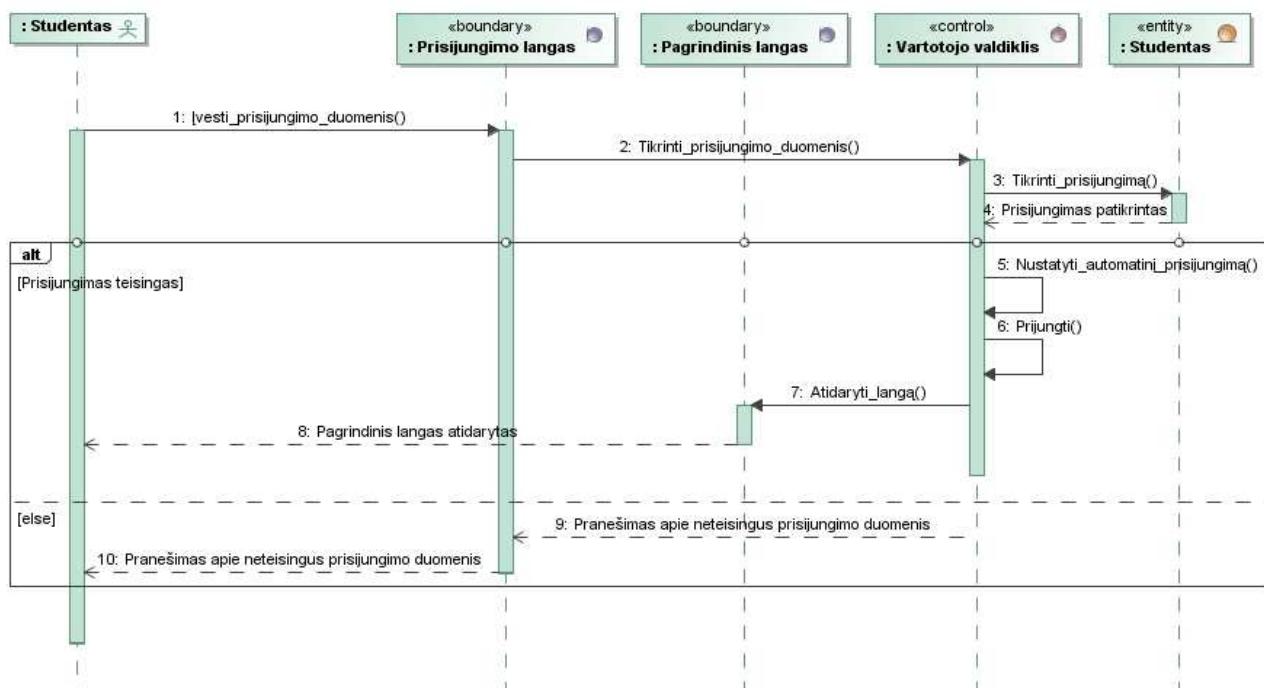 : Studentas
«boundary»
: Prisijungimo langas
«boundary»
: Pagrindinis langas
«control»
: Vartotojo valdiklis
«entity»
: Studentas
1: Įvesti_prisijungimo_duomenis()
2: Tikrinti_prisijungimo_duomenis()
3: Tikrinti_prisijungimą()
4: Prisijungimas patikrintas
alt
[Prisijungimas teisingas]
5: Nustatyti_automatinį_prisijungimą()
6: Prijungti()
7: Atidaryti_langą()
8: Pagrindinis langas atidarytas
[else]
9: Pranešimas apie neteisingus prisijungimo duomenis
10: Pranešimas apie neteisingus prisijungimo duomenis